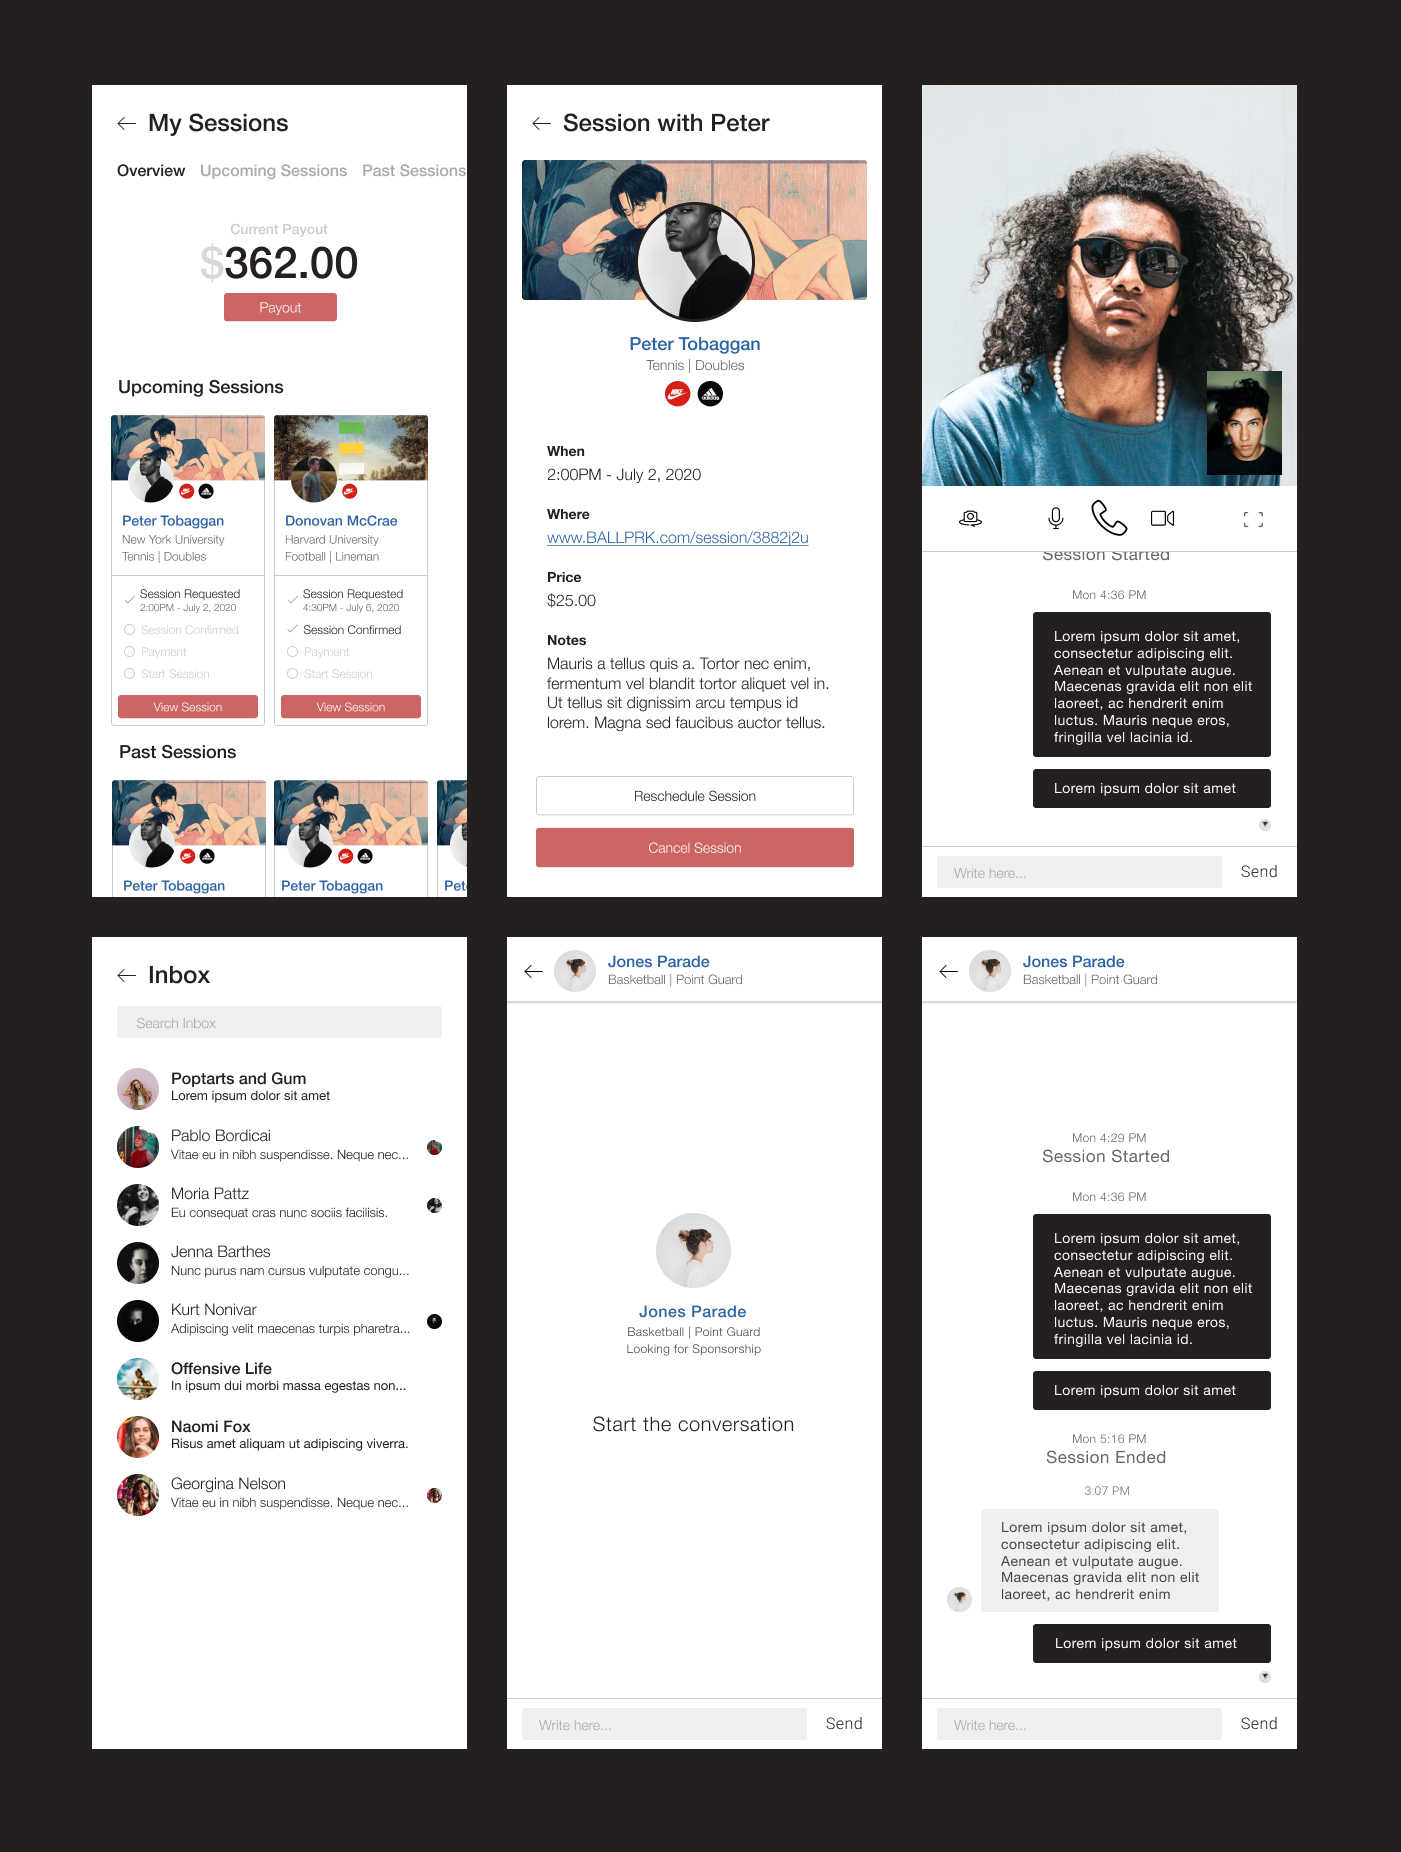 My Sessions
Overview Upcoming Sessions Past Sessions
Current Payout
$362.00
Payout
Upcoming Sessions
Peter Tobaggan
New York University
Tennis | Doubles
Session Requested
2:00PM - July 2, 2020
Session Confirmed
Payment
Start Session
View Session
Donovan McCrae
Harvard University
Football | Lineman
Session Requested
4:30PM - July 6, 2020
Session Confirmed
Payment
Start Session
View Session
Past Sessions
Peter Tobaggan
Peter Tobaggan
Pet
Session with Peter
Peter Tobaggan
Tennis | Doubles
adidas
When
2:00PM - July 2, 2020
Where
www.BALLPRK.com/session/3882j2u
Price
$25.00
Notes
Mauris a tellus quis a. Tortor nec enim,
fermentum vel blandit tortor aliquet vel in.
Ut tellus sit dignissim arcu tempus id
lorem. Magna sed faucibus auctor tellus.
Reschedule Session
Cancel Session
Session Started
Mon 4:36 PM
Lorem ipsum dolor sit amet,
consectetur adipiscing elit.
Aenean et vulputate augue.
Maecenas gravida elit non elit
laoreet, ac hendrerit enim
luctus. Mauris neque eros,
fringilla vel lacinia id.
Lorem ipsum dolor sit amet
Write here...
Send
Inbox
Search Inbox
Poptarts and Gum
Lorem ipsum dolor sit amet
Pablo Bordicai
Vitae eu in nibh suspendisse. Neque nec...
Moria Pattz
Eu consequat cras nunc sociis facilisis.
Jenna Barthes
Nunc purus nam cursus vulputate congu...
Kurt Nonivar
Adipiscing velit maecenas turpis pharetra...
Offensive Life
In ipsum dui morbi massa egestas non...
Naomi Fox
Risus amet aliquam ut adipiscing viverra.
Georgina Nelson
Vitae eu in nibh suspendisse. Neque nec...
Jones Parade
Basketball | Point Guard
Jones Parade
Basketball | Point Guard
Looking for Sponsorship
Start the conversation
Write here...
Send
Jones Parade
Basketball | Point Guard
Mon 4:29 PM
Session Started
Mon 4:36 PM
Lorem ipsum dolor sit amet,
consectetur adipiscing elit.
Aenean et vulputate augue.
Maecenas gravida elit non elit
laoreet, ac hendrerit enim
luctus. Mauris neque eros,
fringilla vel lacinia id.
Lorem ipsum dolor sit amet
Mon 5:16 PM
Session Ended
3:07 PM
Lorem ipsum dolor sit amet,
consectetur adipiscing elit.
Aenean et vulputate augue.
Maecenas gravida elit non elit
laoreet, ac hendrerit enim
Lorem ipsum dolor sit amet
Write here...
Send